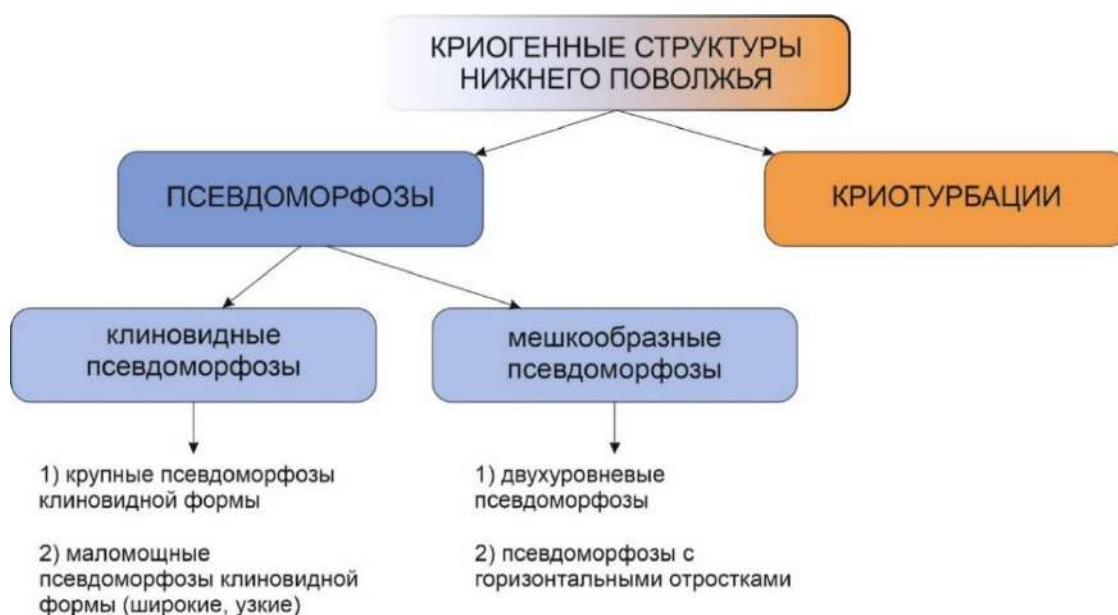 КРИОГЕННЫЕ СТРУКТУРЫ
НИЖНЕГО ПОВОЛЖЬЯ
ПСЕВДОМОРФОЗЫ
КРИОТУРБАЦИИ
клиновидные
псевдоморфозы
мешкообразные
псевдоморфозы
1) крупные псевдоморфозы
клиновидной формы
2) маломощные
псевдоморфозы клиновидной
формы (широкие, узкие)
1) двухуровневые
псевдоморфозы
2) псевдоморфозы с
горизонтальными отростками